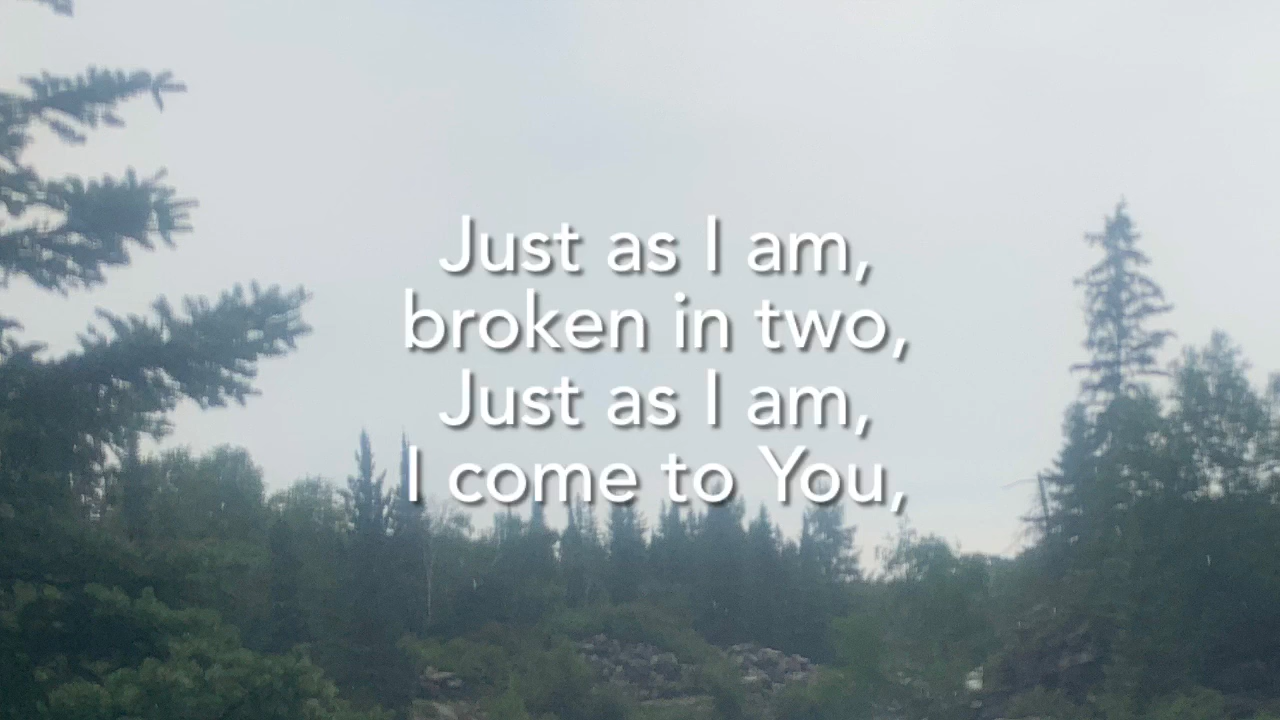 Just as I am,
broken in two,
Just as I am,
I come to You,